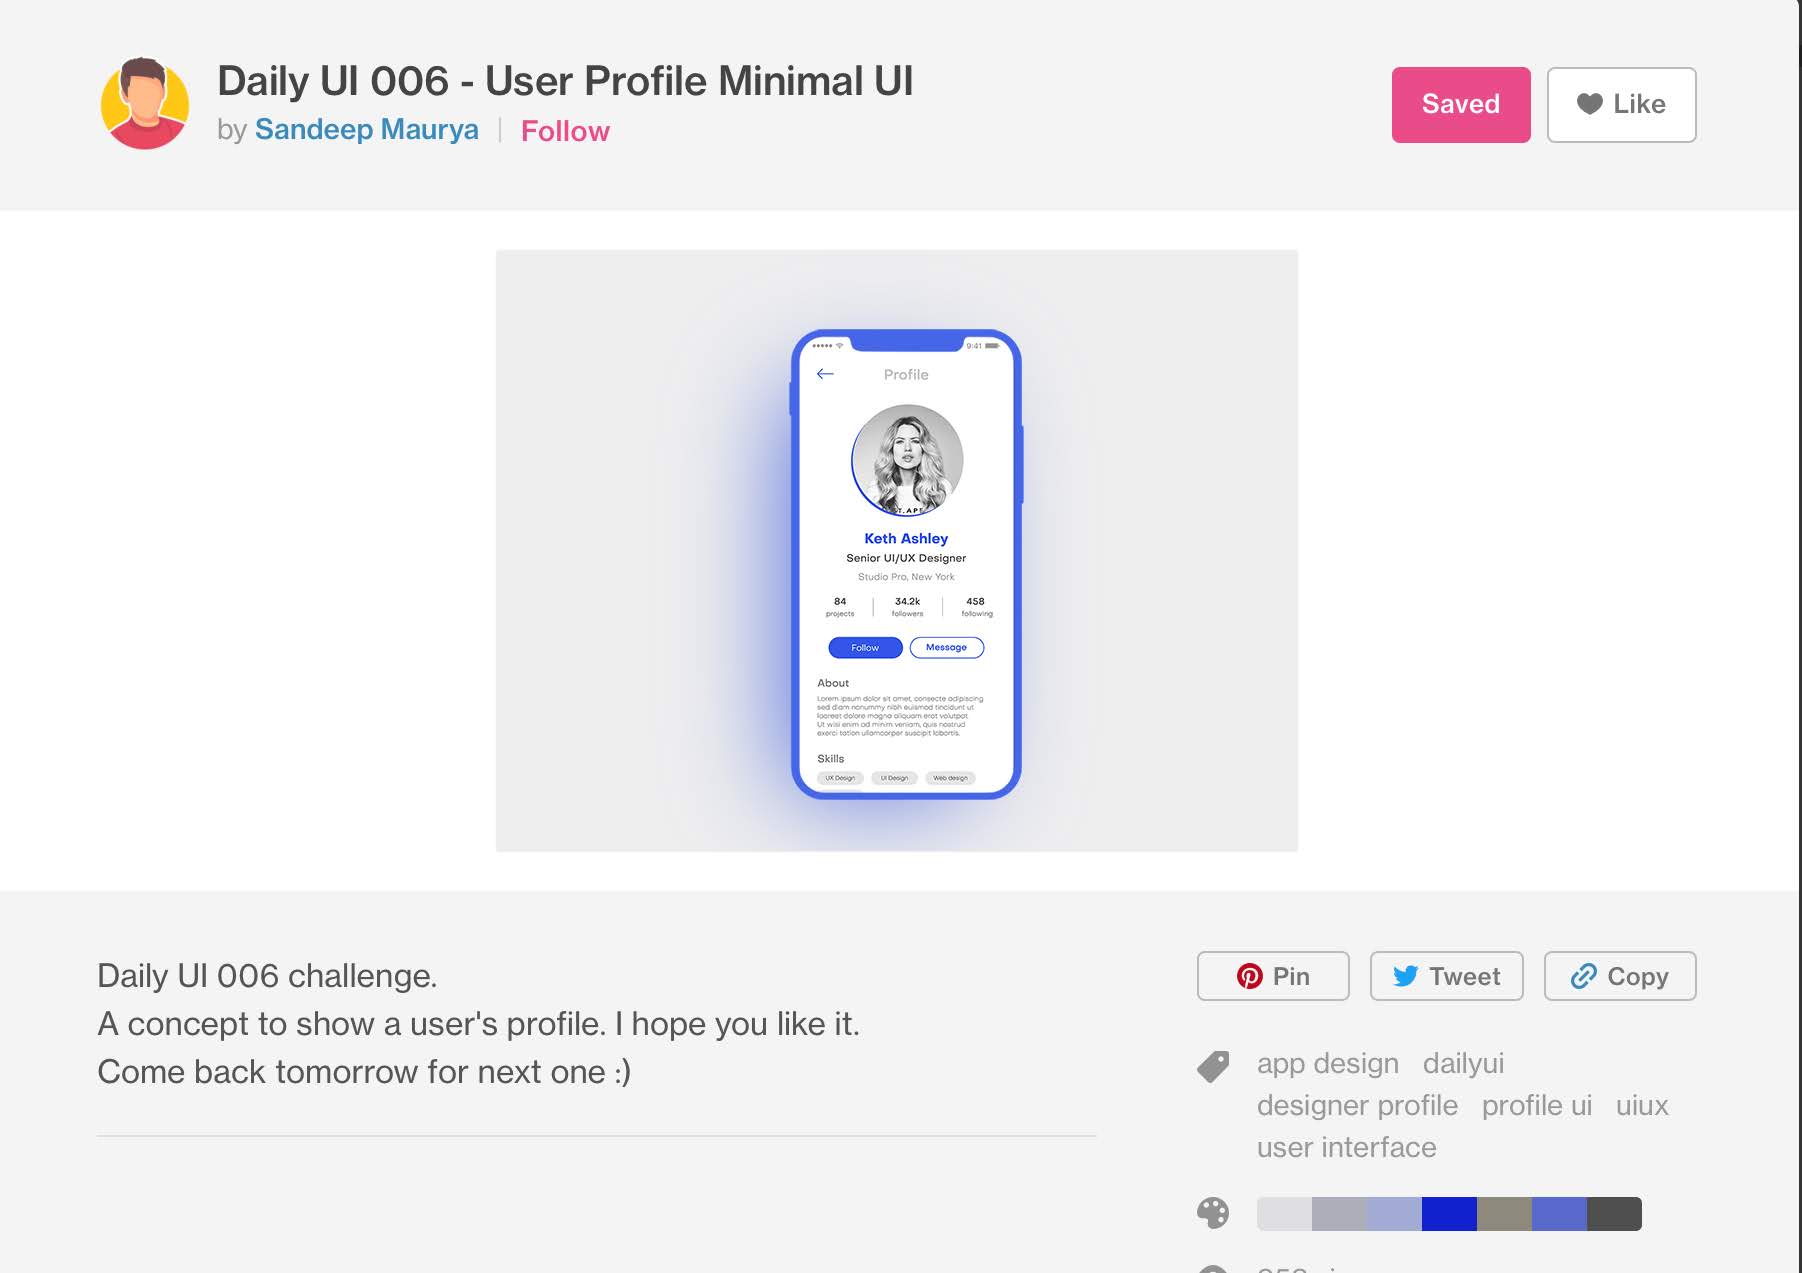 Daily UI 006 - User Profile Minimal UI
by Sandeep Maurya | Follow
Saved
Like
9:41
Profile
Keth Ashley
Senior UI/UX Designer
Studio Pro, New York
84 34.2k 458
projects followers following
Follow Message
About
Lorem ipsum dolor sit amet, consecte adipiscing
sed diam nonummy nibh euismod tincidunt ut
laoreet dolore magna aliquam erat volutpat.
Ut wisi enim ad minim veniam, quis nostrud
exerci tation ullamcorper suscipit lobortis.
Skills
UX Design UI Design Web design
Daily UI 006 challenge.
A concept to show a user's profile. I hope you like it.
Come back tomorrow for next one :)
Pin Tweet Copy
app design dailyui
designer profile profile ui uiux
user interface